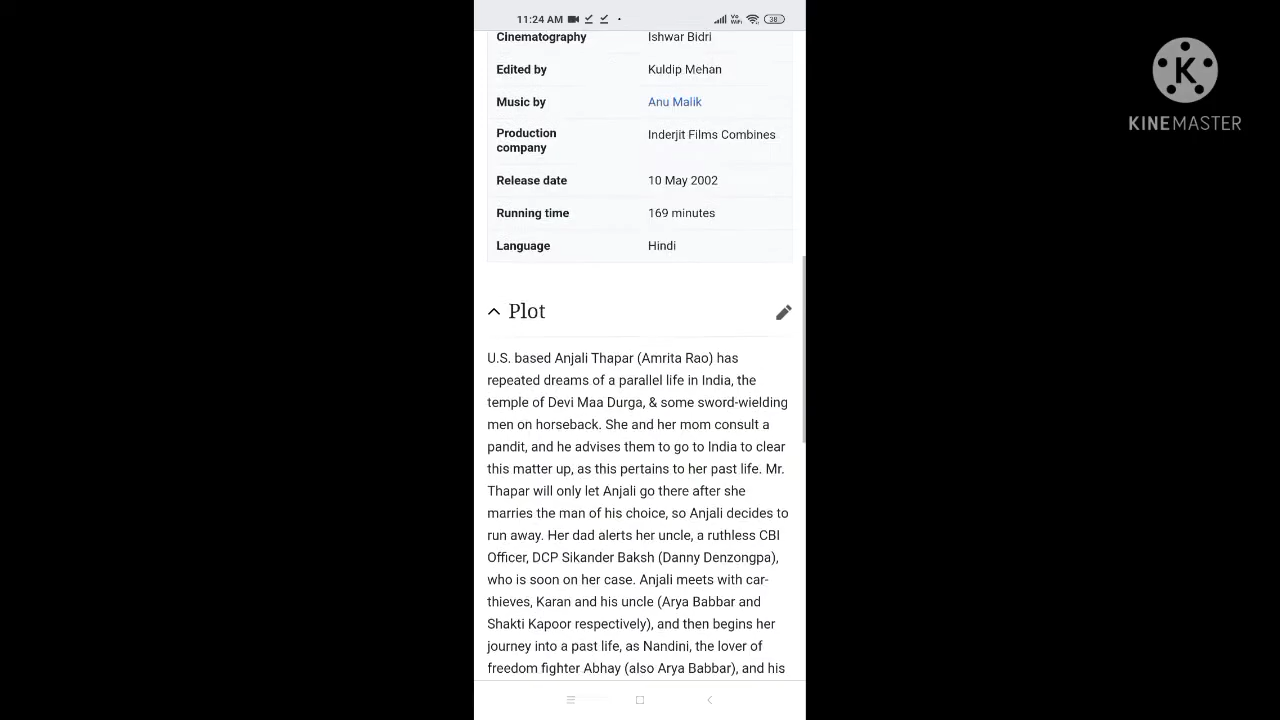 11:24 AM
Vo
WiFi
38
Cinematography Ishwar Bidri
Edited by Kuldip Mehan
Music by Anu Malik
Production
company
Inderjit Films Combines
Release date 10 May 2002
Running time 169 minutes
Language Hindi
Plot
U.S. based Anjali Thapar (Amrita Rao) has
repeated dreams of a parallel life in India, the
temple of Devi Maa Durga, & some sword-wielding
men on horseback. She and her mom consult a
pandit, and he advises them to go to India to clear
this matter up, as this pertains to her past life. Mr.
Thapar will only let Anjali go there after she
marries the man of his choice, so Anjali decides to
run away. Her dad alerts her uncle, a ruthless CBI
Officer, DCP Sikander Baksh (Danny Denzongpa),
who is soon on her case. Anjali meets with car-
thieves, Karan and his uncle (Arya Babbar and
Shakti Kapoor respectively), and then begins her
journey into a past life, as Nandini, the lover of
freedom fighter Abhay (also Arya Babbar), and his
K
KINEMASTER